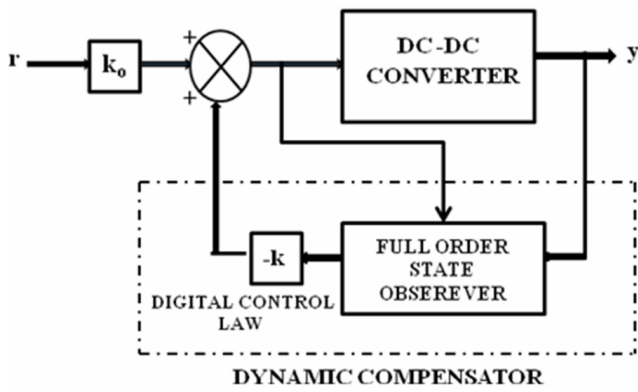 r
k₀
+
+
DC-DC
CONVERTER
y
-k
DIGITAL CONTROL
LAW
FULL ORDER
STATE
OBSEREVER
DYNAMIC COMPENSATOR